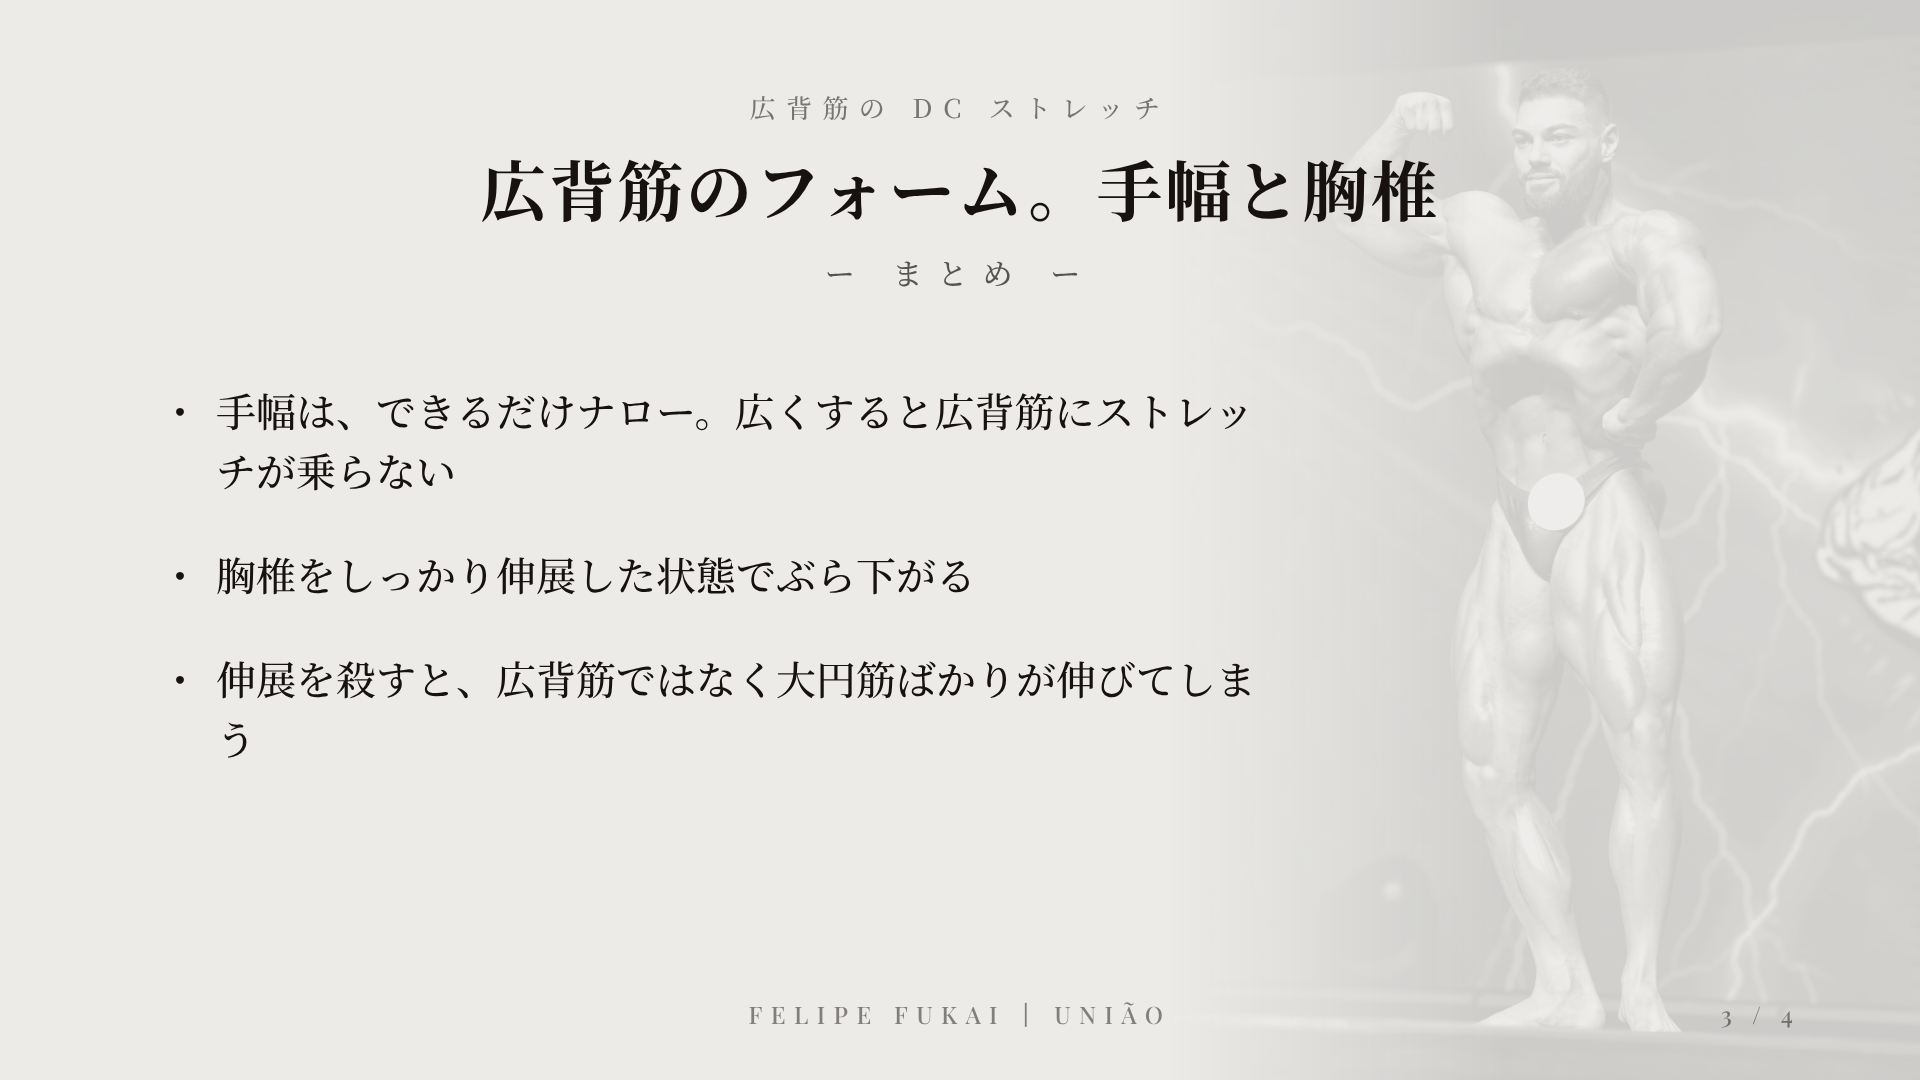 広背筋の DC ストレッチ
広背筋のフォーム。手幅と胸椎
ー まとめ ー
・ 手幅は、できるだけナロー。広くすると広背筋にストレッ
チが乗らない
・ 胸椎をしっかり伸展した状態でぶら下がる
・ 伸展を殺すと、広背筋ではなく大円筋ばかりが伸びてしま
う
FELIPE FUKAI | UNIÃO
3 / 4